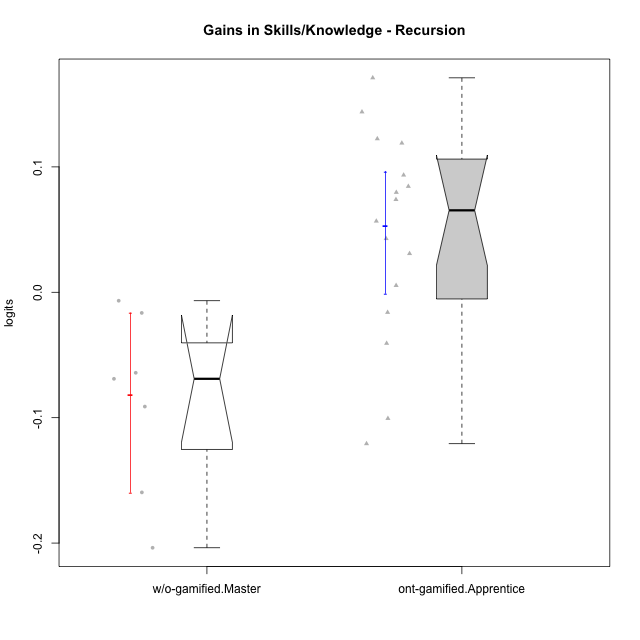 Gains in Skills/Knowledge - Recursion
logits
0.1
0.0
-0.1
-0.2
w/o-gamified.Master
ont-gamified.Apprentice